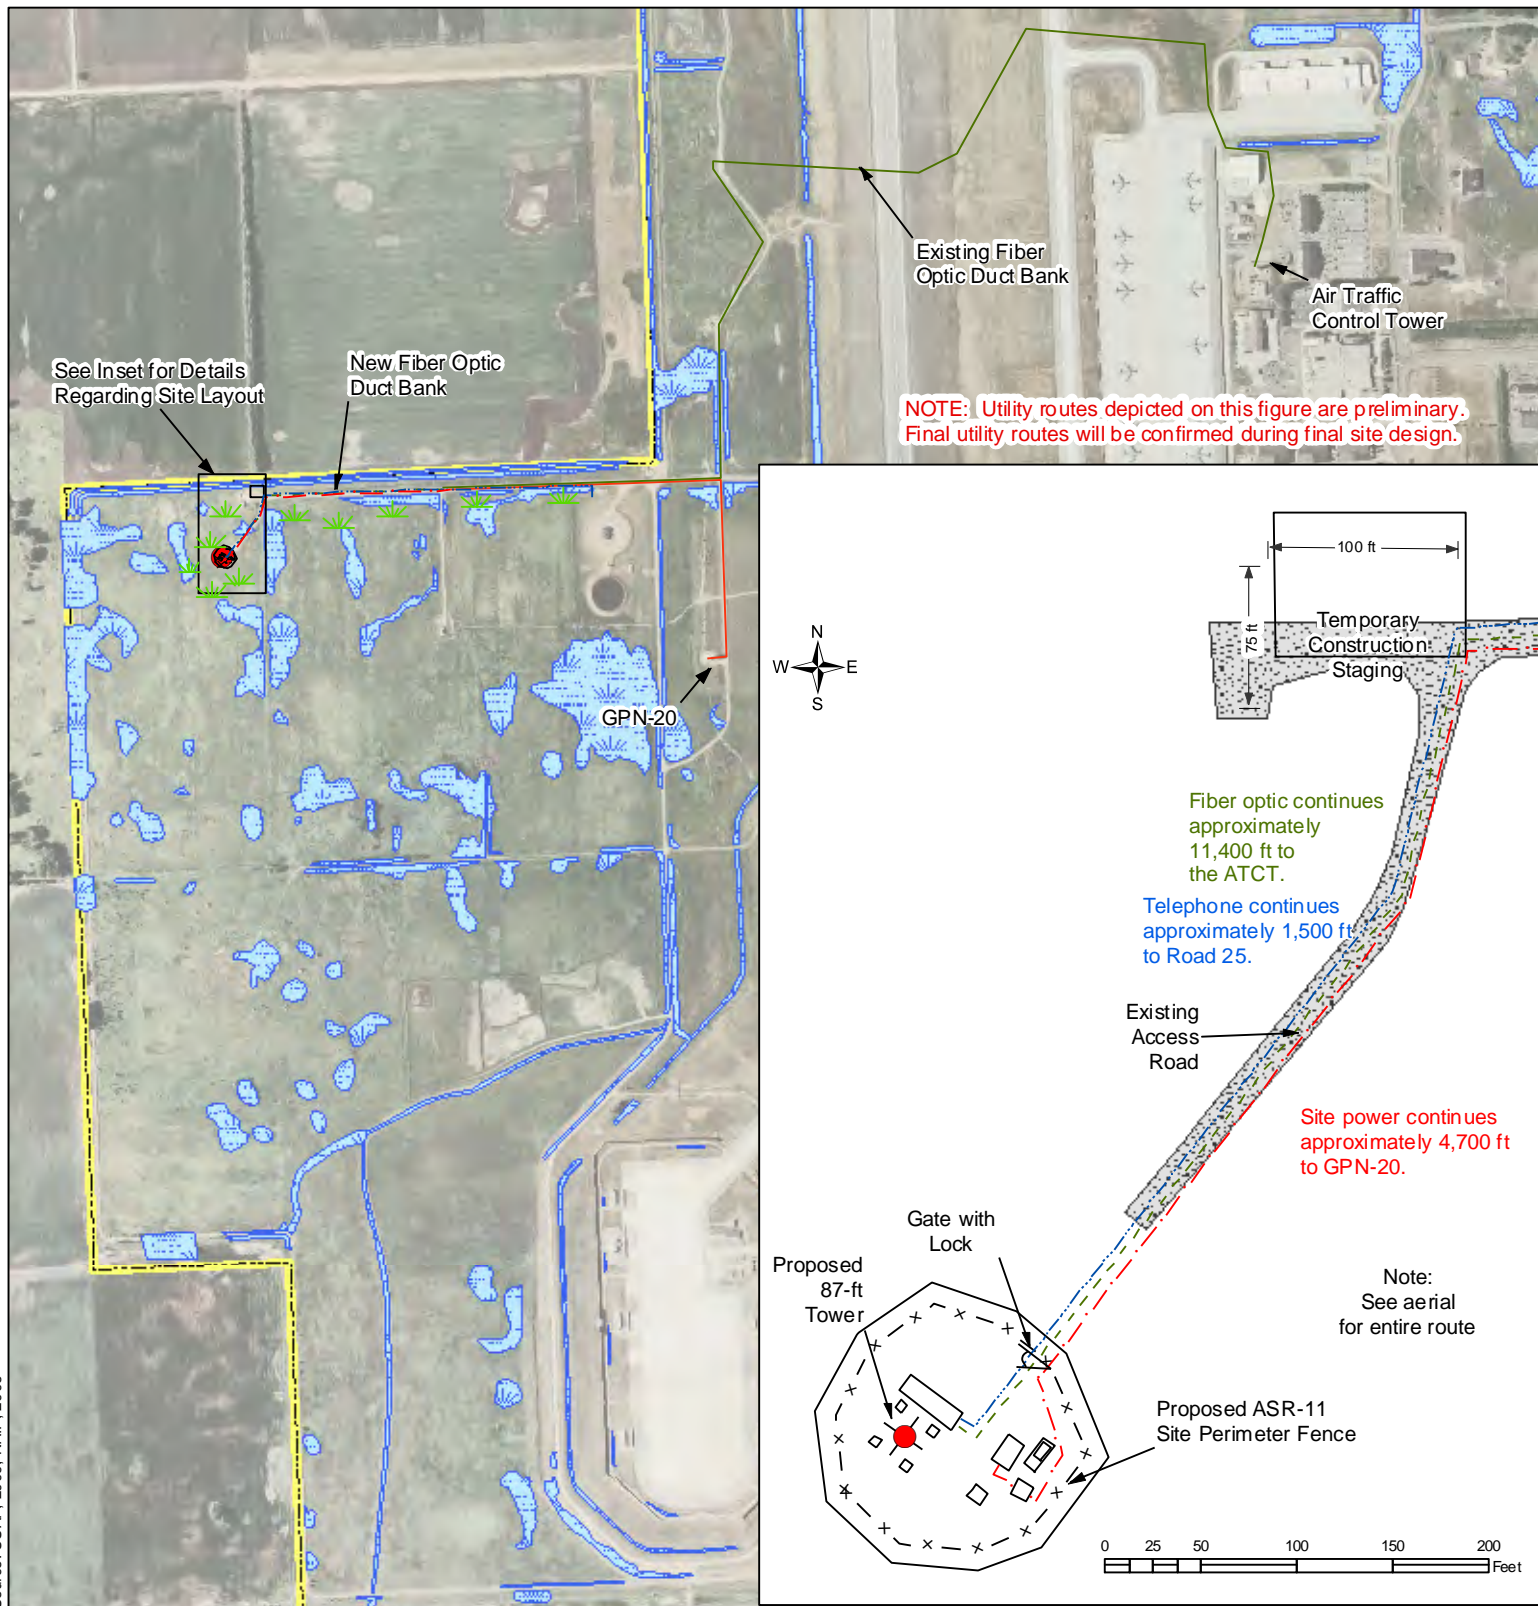 Existing Fiber
Optic Duct Bank
Air Traffic
Control Tower
See Inset for Details
Regarding Site Layout
New Fiber Optic
Duct Bank
NOTE: Utility routes depicted on this figure are preliminary.
Final utility routes will be confirmed during final site design.
GPN-20
N
W
E
S
100 ft
75 ft
Temporary
Construction
Staging
Fiber optic continues
approximately
11,400 ft to
the ATCT.
Telephone continues
approximately 1,500 ft
to Road 25.
Existing
Access
Road
Site power continues
approximately 4,700 ft
to GPN-20.
Gate with
Lock
Proposed
87-ft
Tower
Note:
See aerial
for entire route
Proposed ASR-11
Site Perimeter Fence
0 25 50 100 150 200
Feet